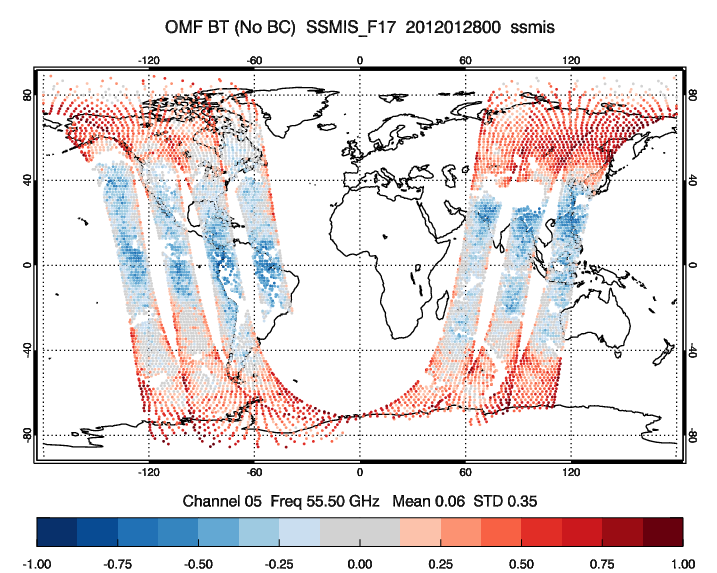 OMF BT (No BC)  SSMIS_F17  2012012800  ssmis
-120 -60 0 60 120
80 80
40 40
0 0
-40 -40
-80 -80
-120 -60 0 60 120
Channel 05  Freq 55.50 GHz  Mean 0.06  STD 0.35
-1.00 -0.75 -0.50 -0.25 0.00 0.25 0.50 0.75 1.00